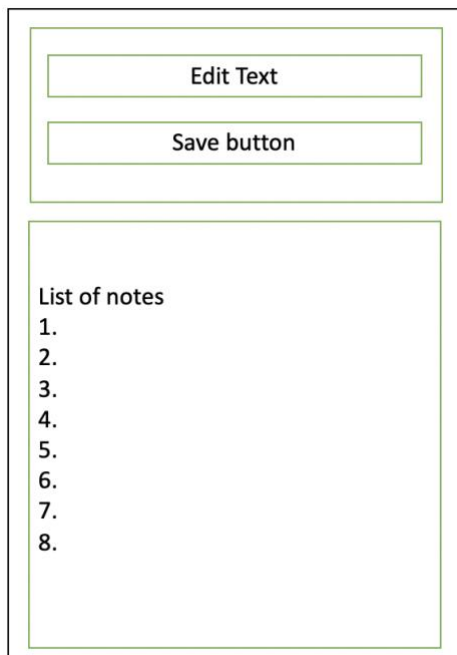 Edit Text
Save button
List of notes
1.
2.
3.
4.
5.
6.
7.
8.